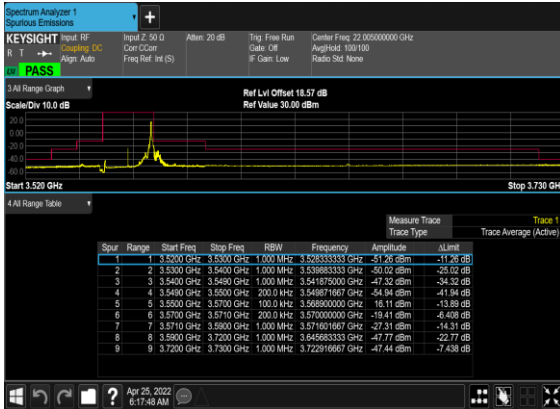 Spectrum Analyzer 1
Spurious Emissions
+
KEYSIGHT Input: RF Input Z: 50 Ω Atten: 20 dB Trig: Free Run Center Freq: 22.005000000 GHz
R T Coupling: DC Corr CCorr Gate: Off Avg|Hold: 100/100
Align: Auto Freq Ref: Int (S) IF Gain: Low Radio Std: None
PASS
3 All Range Graph
Ref Lvl Offset 18.57 dB
Scale/Div 10.0 dB Ref Value 30.00 dBm
20.0
0.00
-20.0
-40.0
-60.0
Start 3.520 GHz Stop 3.730 GH
4 All Range Table
Measure Trace Trace 1
Trace Type Trace Average (Active)
Spur Range Start Freq Stop Freq RBW Frequency Amplitude ΔLimit
1 1 3.5200 GHz 3.5300 GHz 1.000 MHz 3.528333333 GHz -51.26 dBm -11.26 dB
2 2 3.5300 GHz 3.5400 GHz 1.000 MHz 3.539883333 GHz -50.02 dBm -25.02 dB
3 3 3.5400 GHz 3.5490 GHz 1.000 MHz 3.541875000 GHz -47.32 dBm -34.32 dB
4 4 3.5490 GHz 3.5500 GHz 200.0 kHz 3.549871667 GHz -54.94 dBm -41.94 dB
5 5 3.5500 GHz 3.5700 GHz 100.0 kHz 3.568900000 GHz 16.11 dBm -13.89 dB
6 6 3.5700 GHz 3.5710 GHz 200.0 kHz 3.570000000 GHz -19.41 dBm -6.408 dB
7 7 3.5710 GHz 3.5900 GHz 1.000 MHz 3.571601667 GHz -27.31 dBm -14.31 dB
8 8 3.5900 GHz 3.7200 GHz 1.000 MHz 3.645683333 GHz -47.77 dBm -22.77 dB
9 9 3.7200 GHz 3.7300 GHz 1.000 MHz 3.722916667 GHz -47.44 dBm -7.438 dB
?
Apr 25, 2022
6:17:48 AM